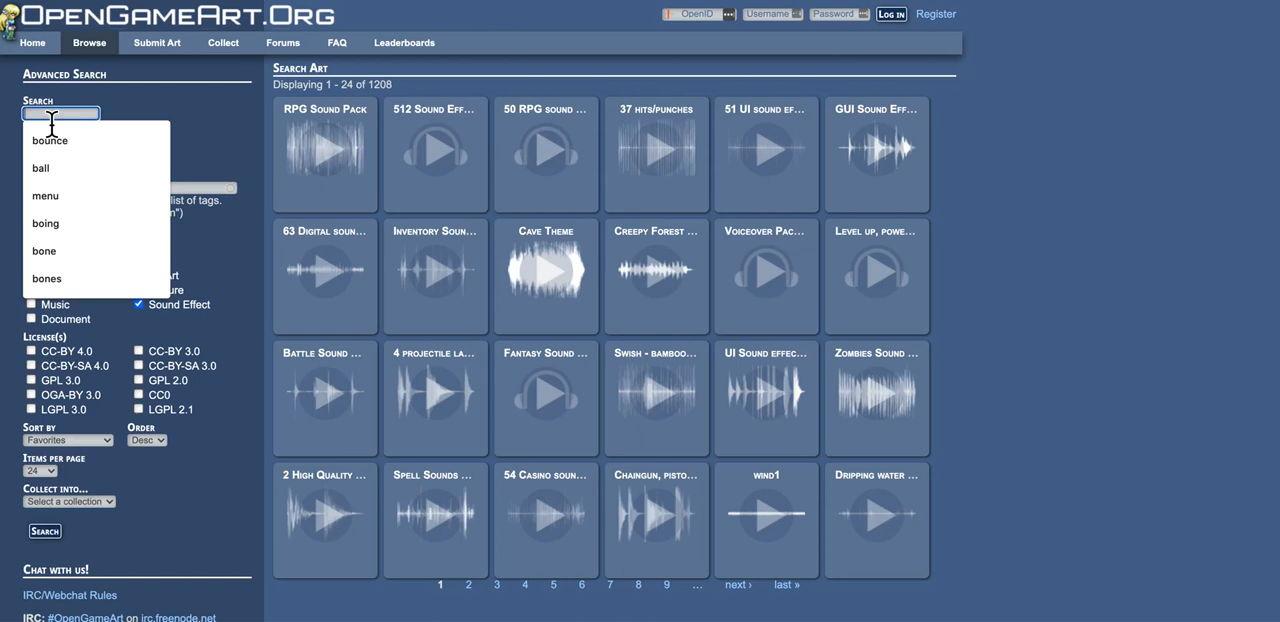 OpenGameArt.Org
OpenID
Username
Password
Log in
Register
Home
Browse
Submit Art
Collect
Forums
FAQ
Leaderboards
Advanced Search
Search
bounce
ball
menu
boing
bone
bones
list of tags.
m")
Art
ure
Music
Sound Effect
Document
License(s)
CC-BY 4.0
CC-BY 3.0
CC-BY-SA 4.0
CC-BY-SA 3.0
GPL 3.0
GPL 2.0
OGA-BY 3.0
CC0
LGPL 3.0
LGPL 2.1
Sort by
Order
Favorites
Desc
Items per page
24
Collect into...
Select a collection
Search
Chat with us!
IRC/Webchat Rules
IRC: #OpenGameArt on irc.freenode.net
Search Art
Displaying 1 - 24 of 1208
RPG Sound Pack
512 Sound Eff...
50 RPG sound ...
37 hits/punches
51 UI sound ef...
GUI Sound Eff...
63 Digital soun...
Inventory Soun...
Cave Theme
Creepy Forest ...
Voiceover Pac...
Level up, powe...
Battle Sound ...
4 projectile la...
Fantasy Sound ...
Swish - bamboo...
UI Sound effec...
Zombies Sound ...
2 High Quality ...
Spell Sounds ...
54 Casino soun...
Chaingun, pisto...
wind1
Dripping water ...
1 2 3 4 5 6 7 8 9 … next › last »